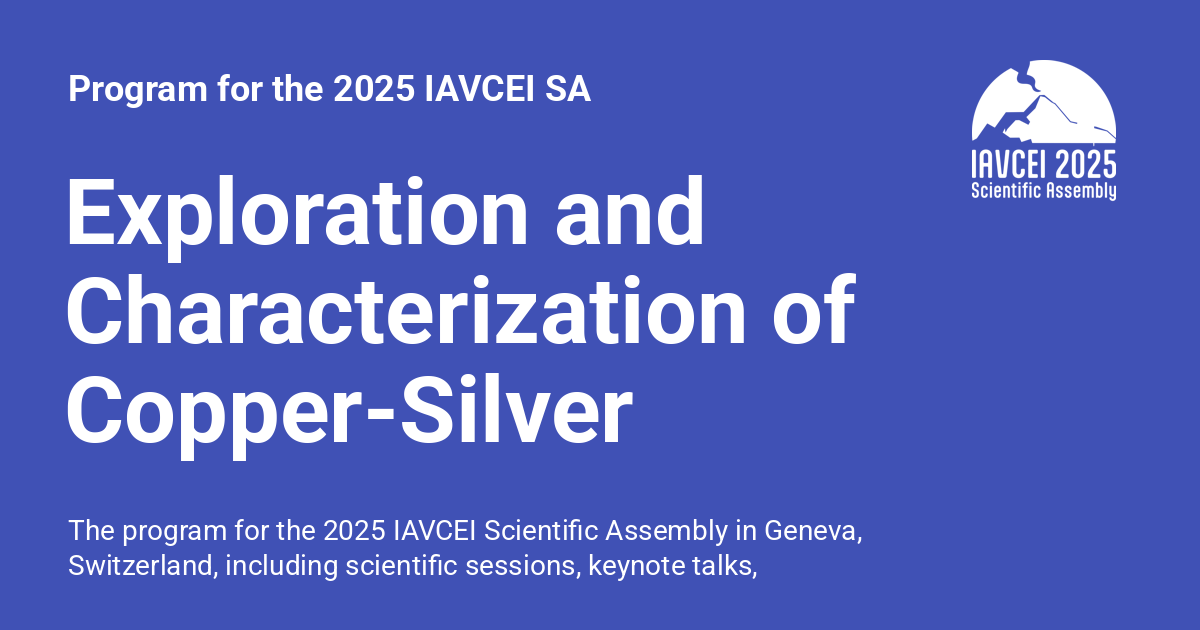 Program for the 2025 IAVCEI SA
IAVCEI 2025
Scientific Assembly
Exploration and
Characterization of
Copper-Silver
The program for the 2025 IAVCEI Scientific Assembly in Geneva,
Switzerland, including scientific sessions, keynote talks,